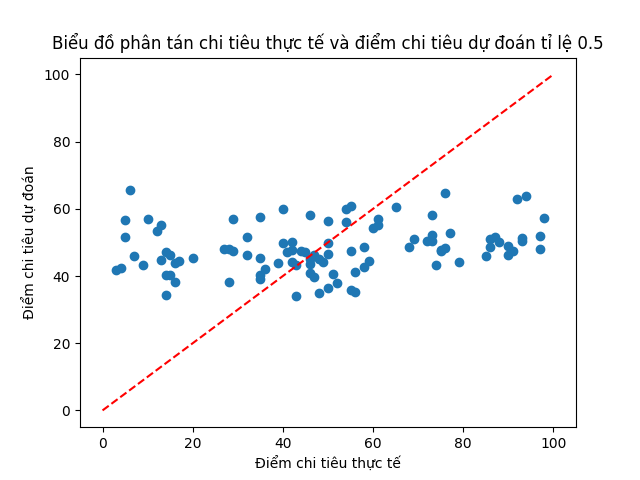 Biểu đồ phân tán chi tiêu thực tế và điểm chi tiêu dự đoán tỉ lệ 0.5
100
80
60
40
20
0
Điểm chi tiêu dự đoán
0 20 40 60 80 100
Điểm chi tiêu thực tế